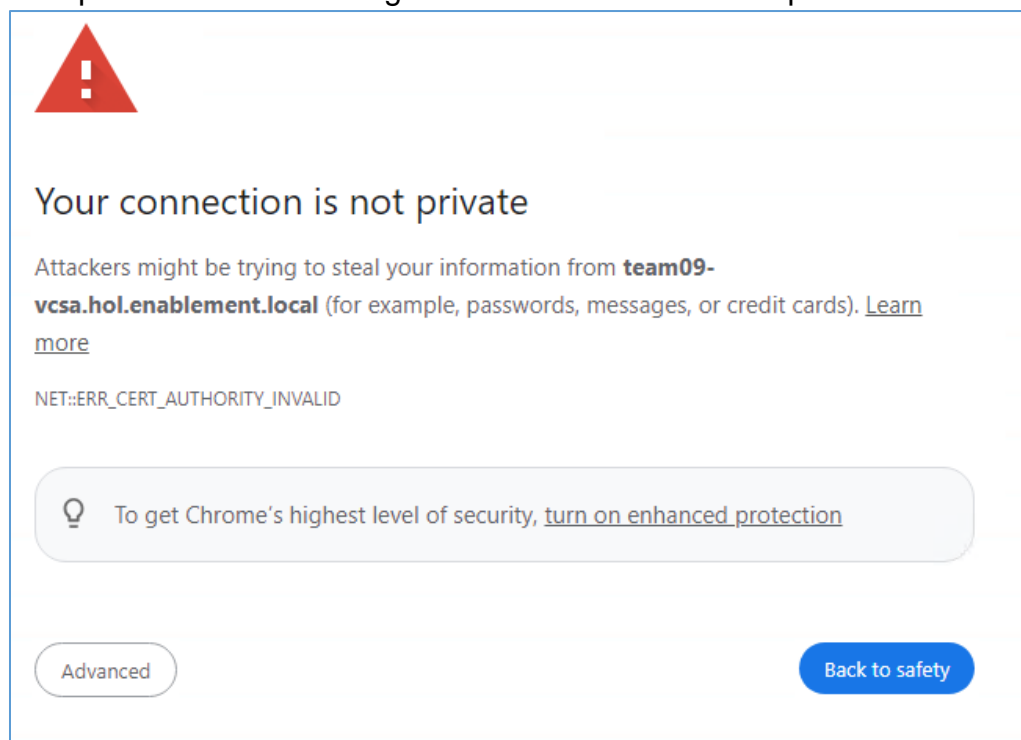 Your connection is not private
Attackers might be trying to steal your information from team09-
vcsa.hol.enablement.local (for example, passwords, messages, or credit cards). Learn
more
NET::ERR_CERT_AUTHORITY_INVALID
To get Chrome's highest level of security, turn on enhanced protection
Advanced
Back to safety